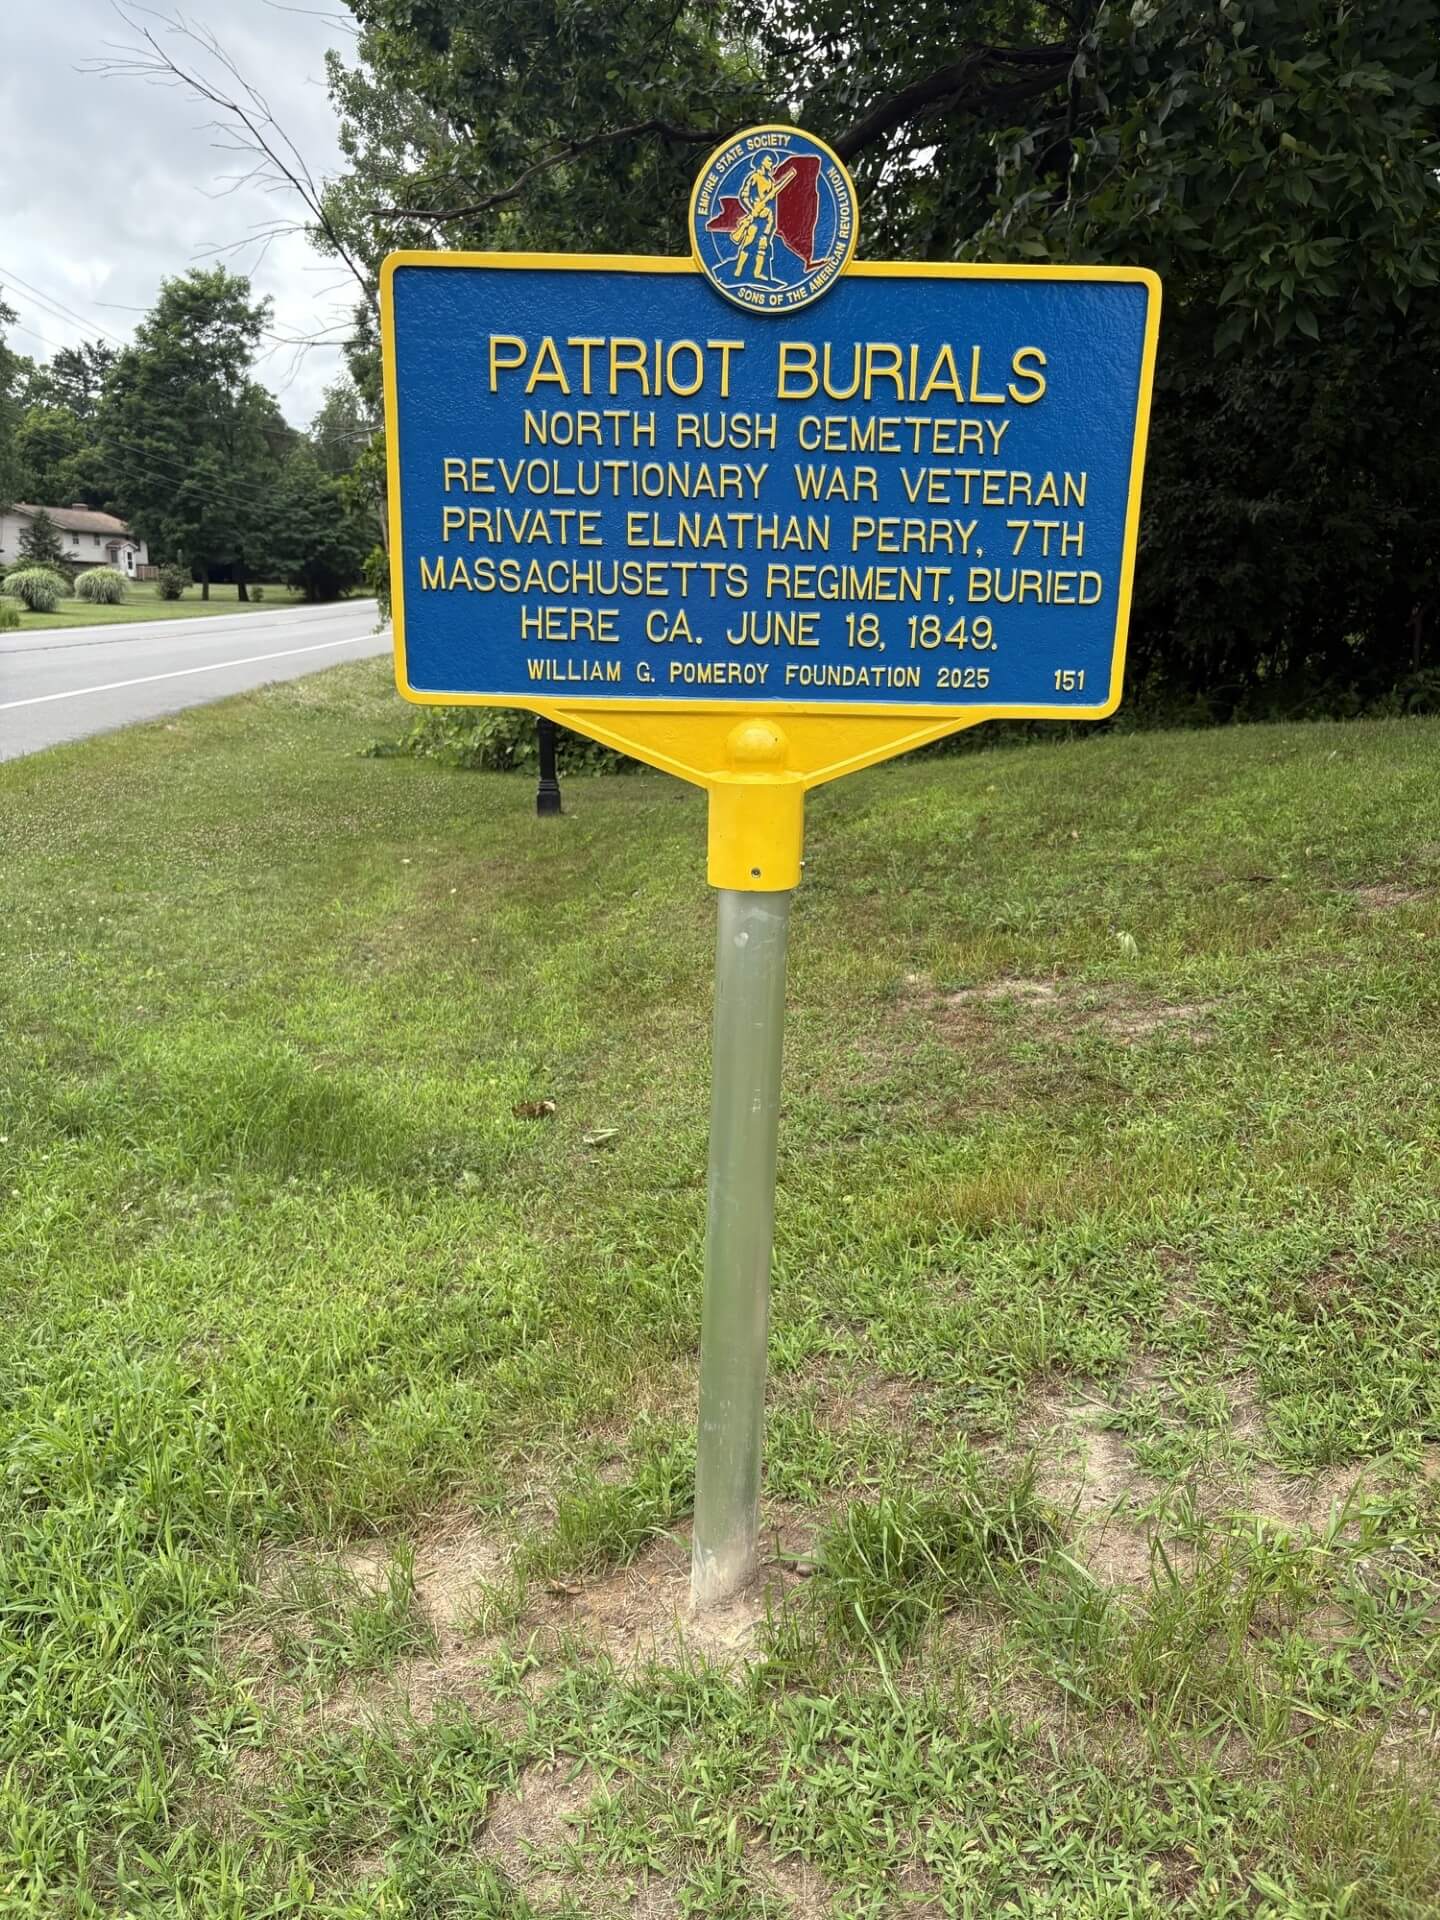 EMPIRE STATE SOCIETY
SONS OF THE AMERICAN REVOLUTION
PATRIOT BURIALS
NORTH RUSH CEMETERY
REVOLUTIONARY WAR VETERAN
PRIVATE ELNATHAN PERRY, 7TH
MASSACHUSETTS REGIMENT, BURIED
HERE CA. JUNE 18, 1849.
WILLIAM G. POMEROY FOUNDATION 2025 151